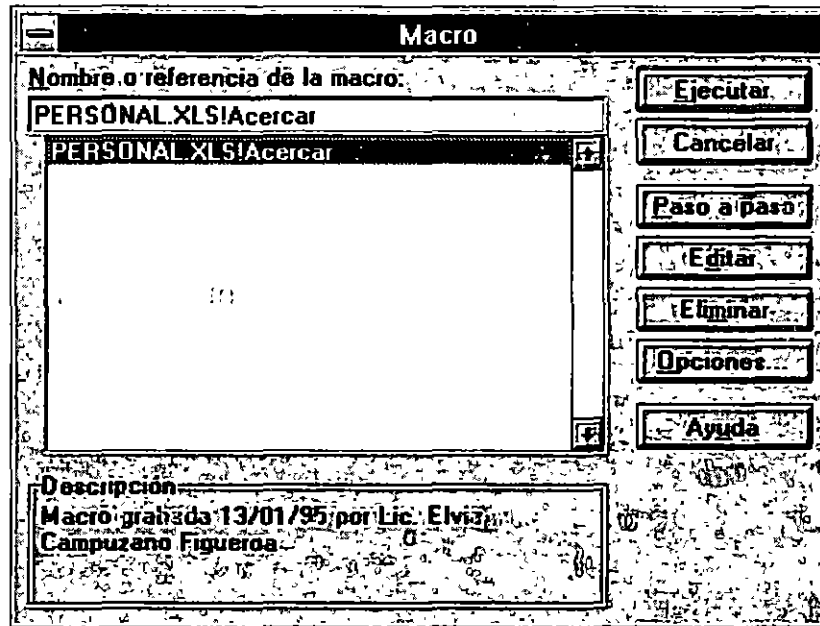 Macro
Nombre o referencia de la macro:
PERSONAL.XLS!Acercar
PERSONAL.XLS!Acercar
Ejecutar
Cancelar
Paso a paso
Editar
Eliminar
Opciones...
Ayuda
Descripción
Macro grabada 13/01/95 por Lic. Elvia
Campuzano Figueroa